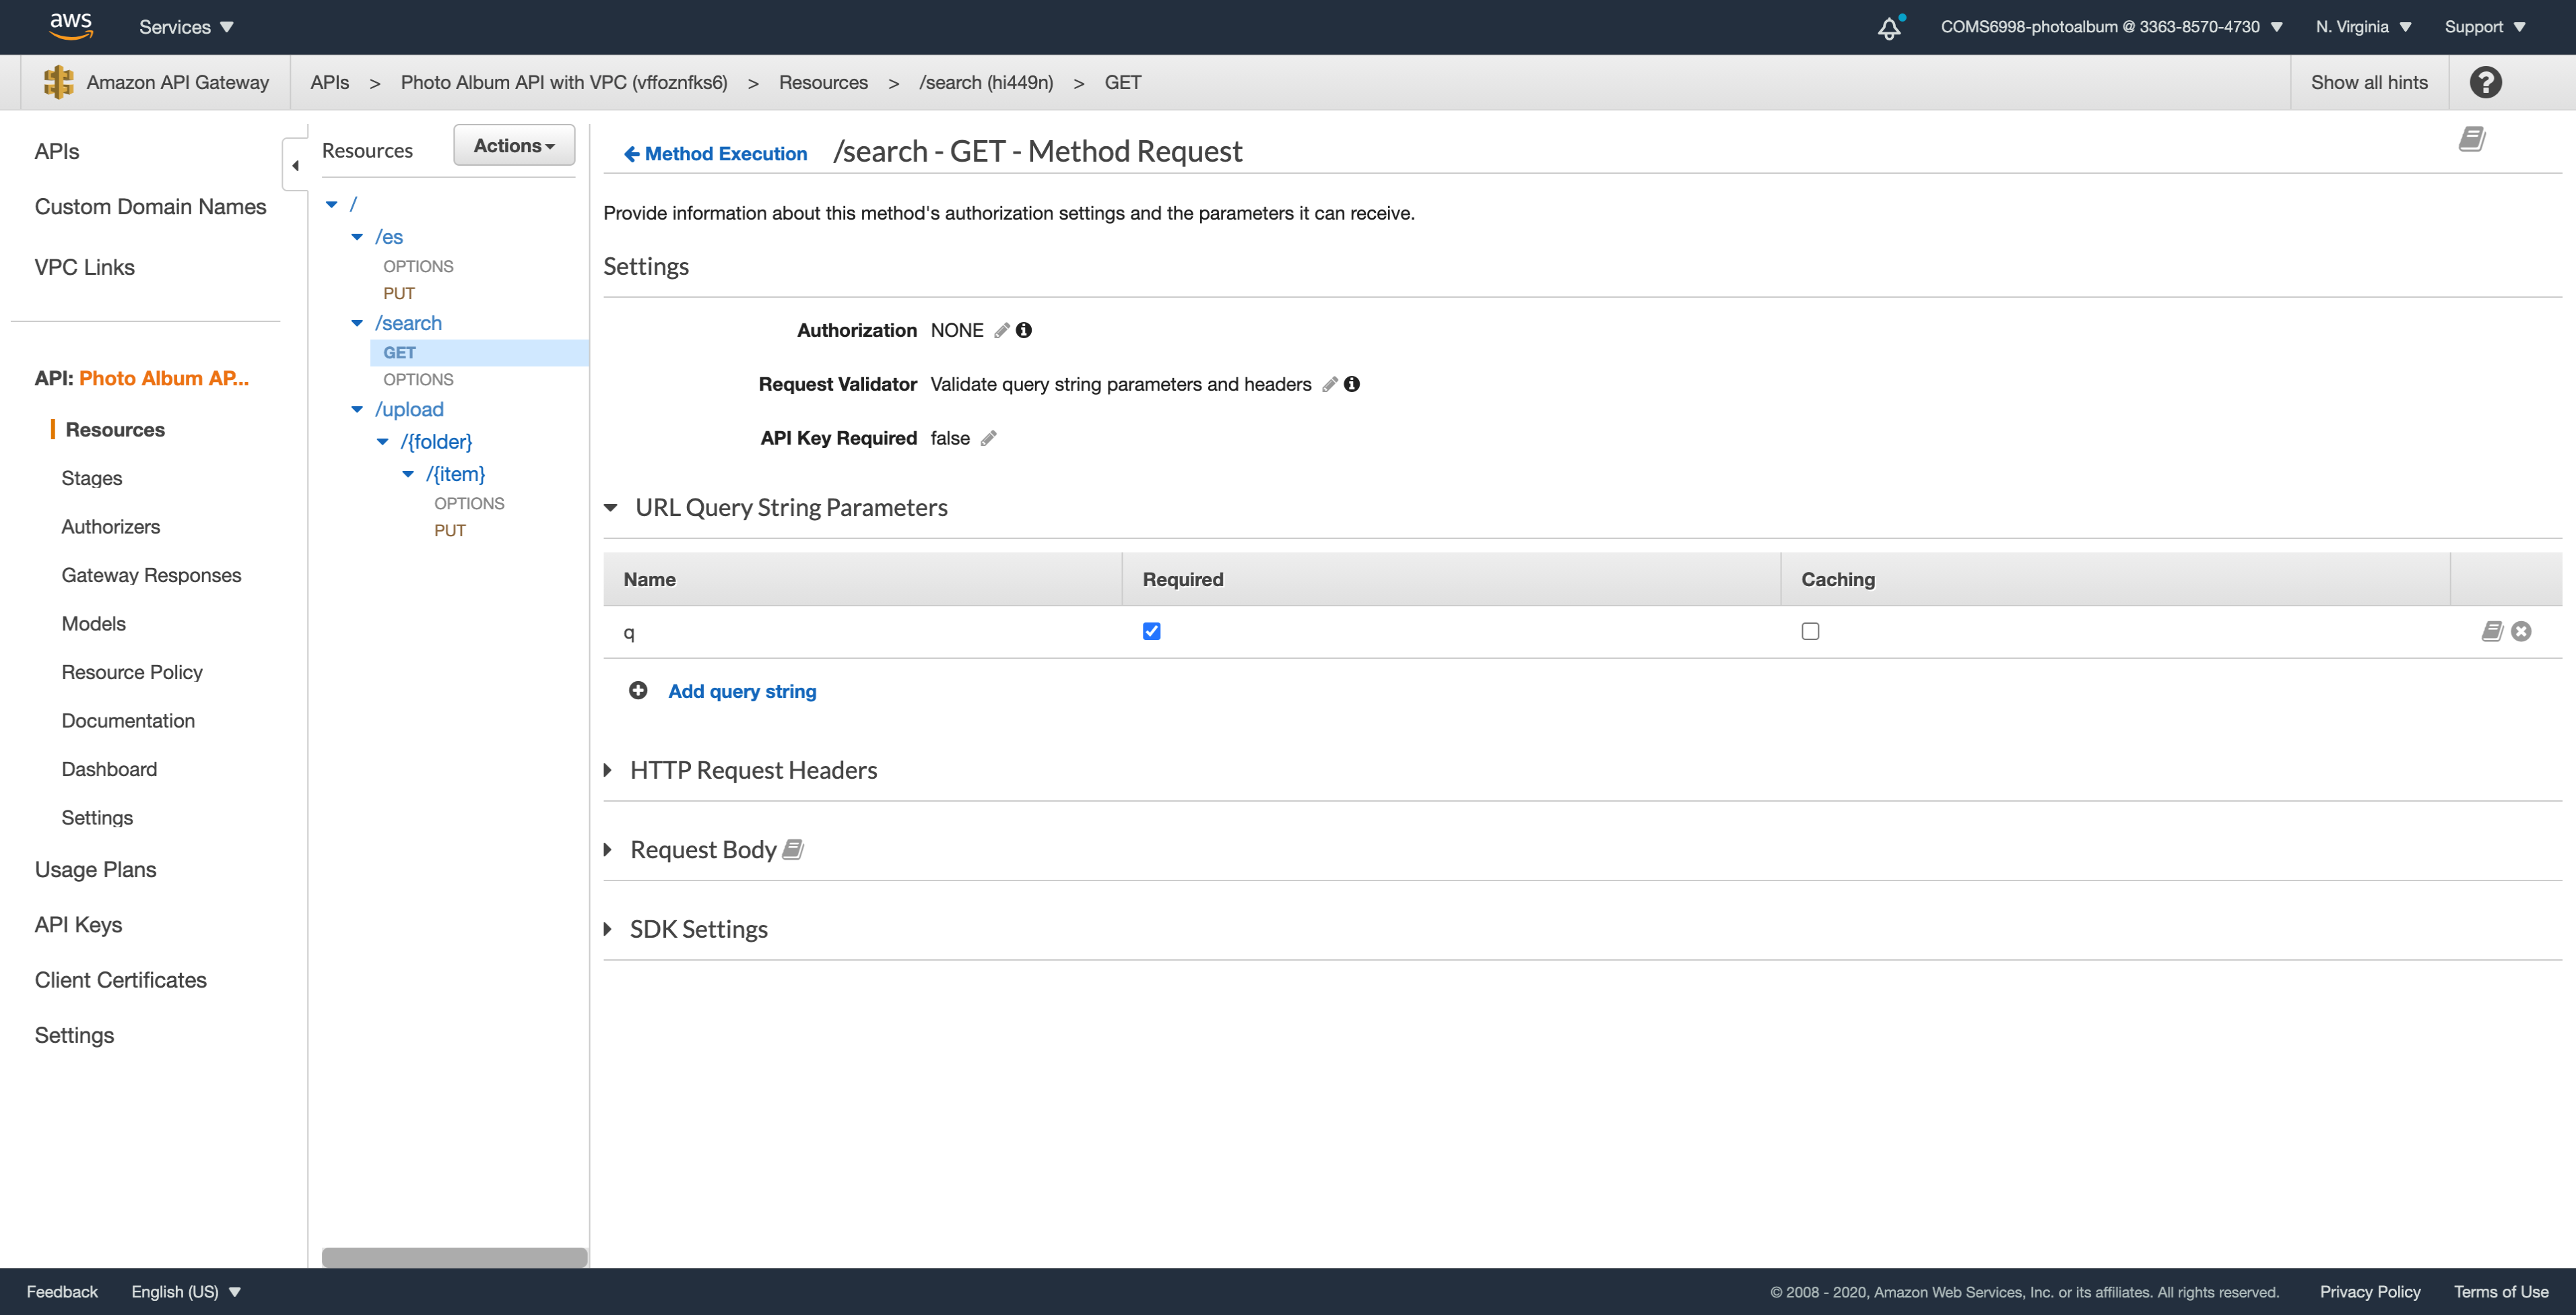 aws Services COMS6998-photoalbum @ 3363-8570-4730 N. Virginia Support
Amazon API Gateway APIs > Photo Album API with VPC (vffoznfks6) > Resources > /search (hi449n) > GET Show all hints ?
APIs
Custom Domain Names
VPC Links
API: Photo Album AP...
Resources
Stages
Authorizers
Gateway Responses
Models
Resource Policy
Documentation
Dashboard
Settings
Usage Plans
API Keys
Client Certificates
Settings
Resources Actions
/
/es
OPTIONS
PUT
/search
GET
OPTIONS
/upload
/{folder}
/{item}
OPTIONS
PUT
Method Execution /search - GET - Method Request
Provide information about this method's authorization settings and the parameters it can receive.
Settings
Authorization NONE
Request Validator Validate query string parameters and headers
API Key Required false
URL Query String Parameters
Name Required Caching
q
Add query string
HTTP Request Headers
Request Body
SDK Settings
Feedback English (US) © 2008 - 2020, Amazon Web Services, Inc. or its affiliates. All rights reserved. Privacy Policy Terms of Use